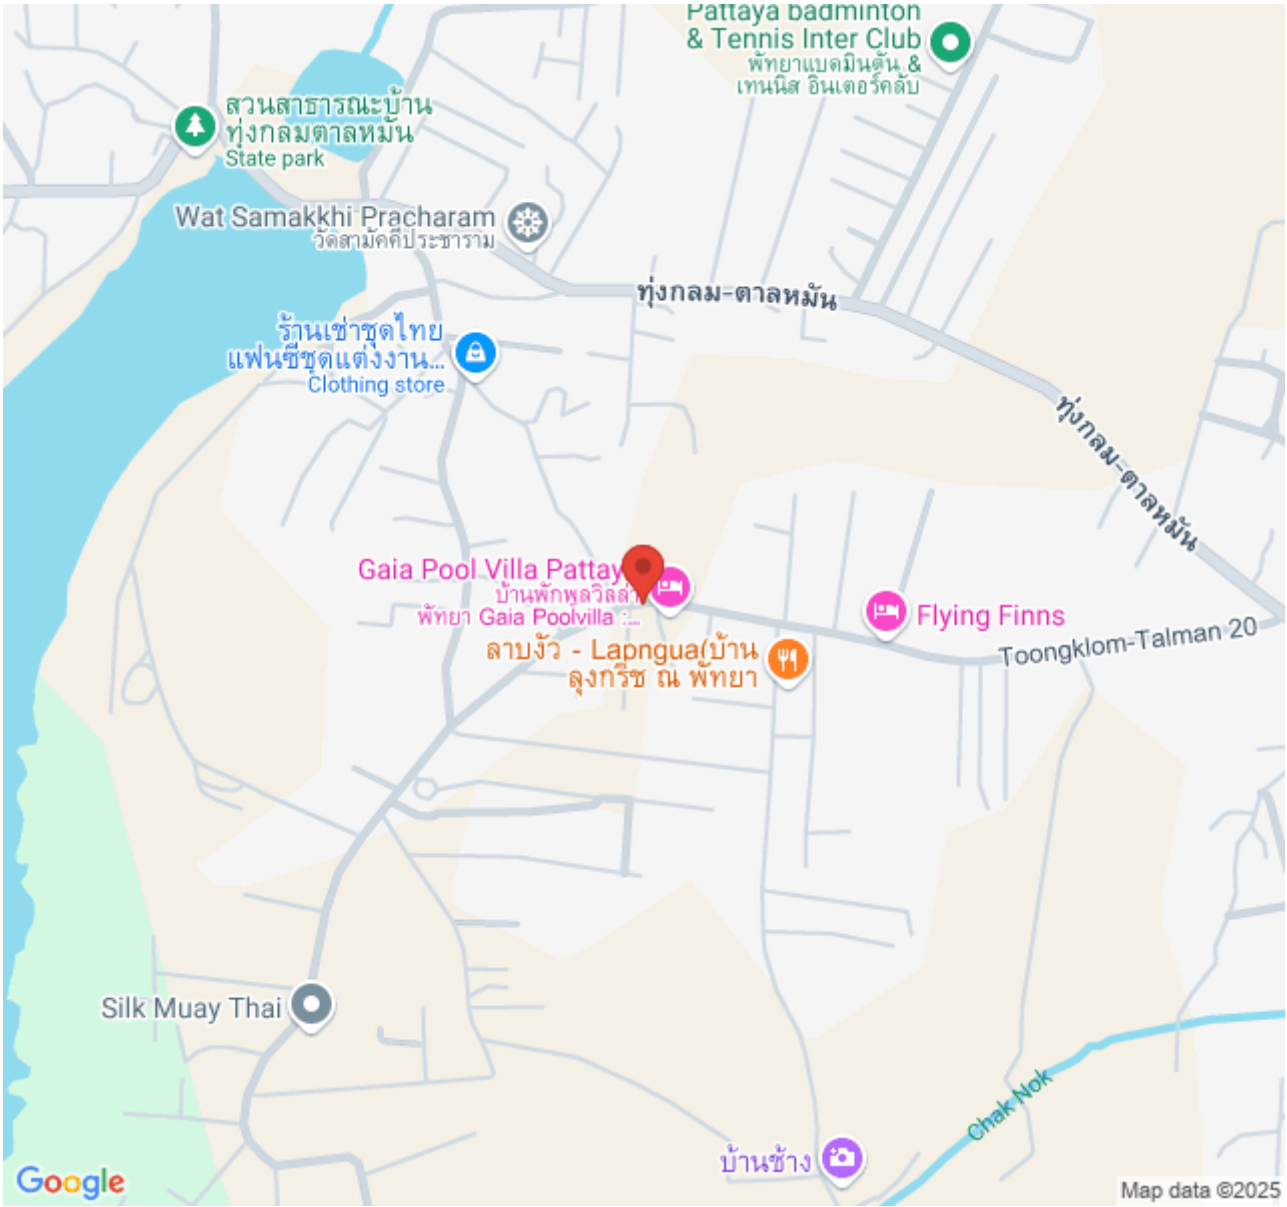 Pattaya badminton
& Tennis Inter Club
พัทยาแบดมินตัน &
เทนนิส อินเตอร์คลับ
สวนสาธารณะบ้าน
ทุ่งกลมตาลหมัน
State park
Wat Samakkhi Pracharam
วัดสามัคคีประชาราม
ทุ่งกลม-ตาลหมัน
ร้านเช่าชุดไทย
แฟนซีชุดแต่งงาน...
Clothing store
ทุ่งกลม-ตาลหมัน
Gaia Pool Villa Pattay
บ้านพักพูลวิลล่า
พัทยา Gaia Poolvilla :...
Flying Finns
Toongklom-Talman 20
ลาบงัว - Lapngua(บ้าน
ลุงกริช ณ พัทยา
Silk Muay Thai
Chak Nok
บ้านช้าง
Google
Map data ©2025